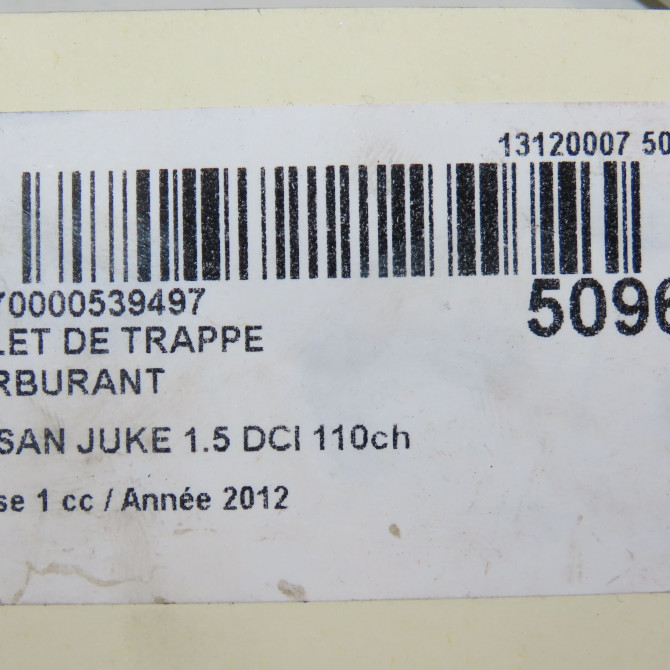 13120007 50
70000539497
5096
LET DE TRAPPE
RBURANT
SAN JUKE 1.5 DCI 110ch
se 1 cc / Année 2012